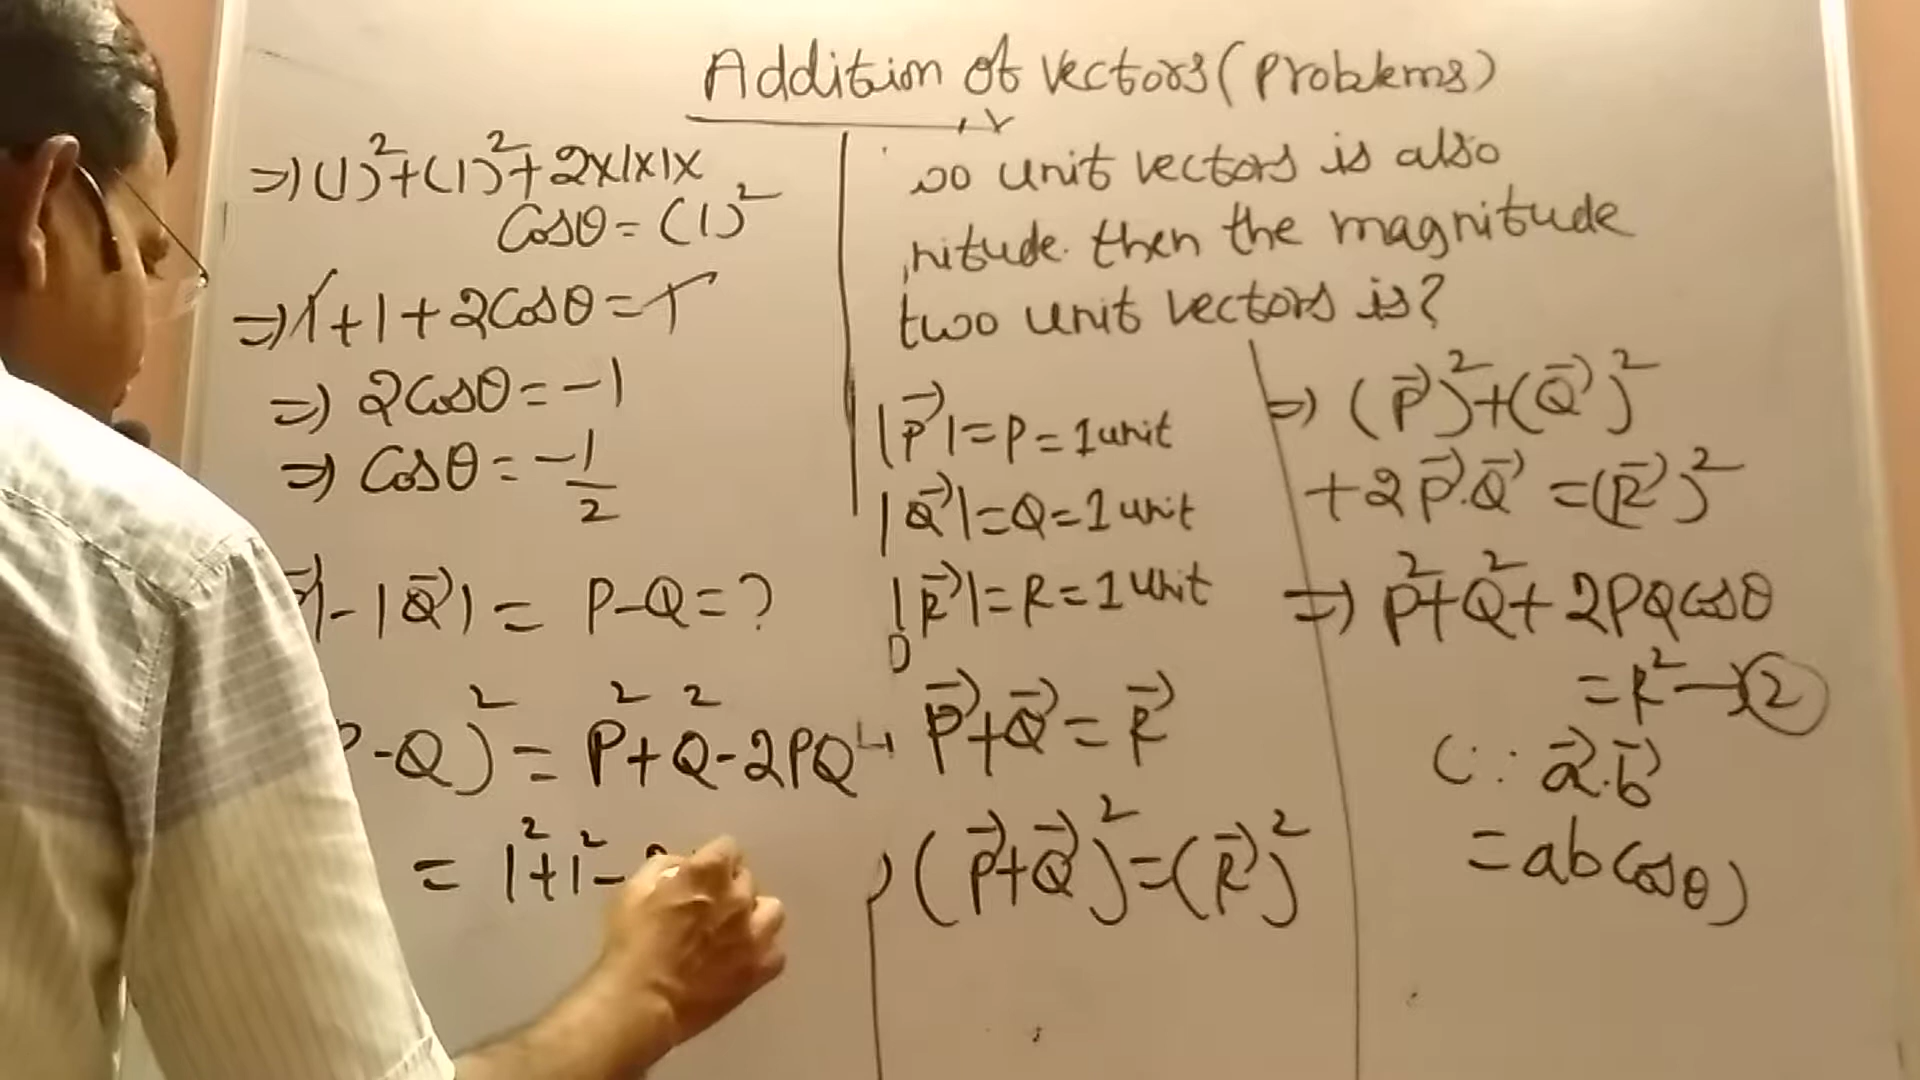 Addition of vectors (problems)
⇒ (1)²+(1)²+2×1×1×
Cosθ = (1)²
⇒ 1+1+2Cosθ = 1
⇒ 2Cosθ = -1
⇒ Cosθ = -1/2
|-|Q⃗| = P-Q = ?
-Q)² = P²+Q²-2PQ
= 1²+1²-
unit vectors is also
then the magnitude
two unit vectors is?
|P⃗| = P = 1 unit
|Q⃗| = Q = 1 unit
|R⃗| = R = 1 unit
P⃗+Q⃗ = R⃗
(P⃗+Q⃗)² = (R⃗)²
⇒ (P⃗)²+(Q⃗)²
+2P⃗.Q⃗ = (R⃗)²
⇒ P²+Q²+2PQCosθ
= R² → 2
(∵ a⃗.b⃗
= ab Cosθ)